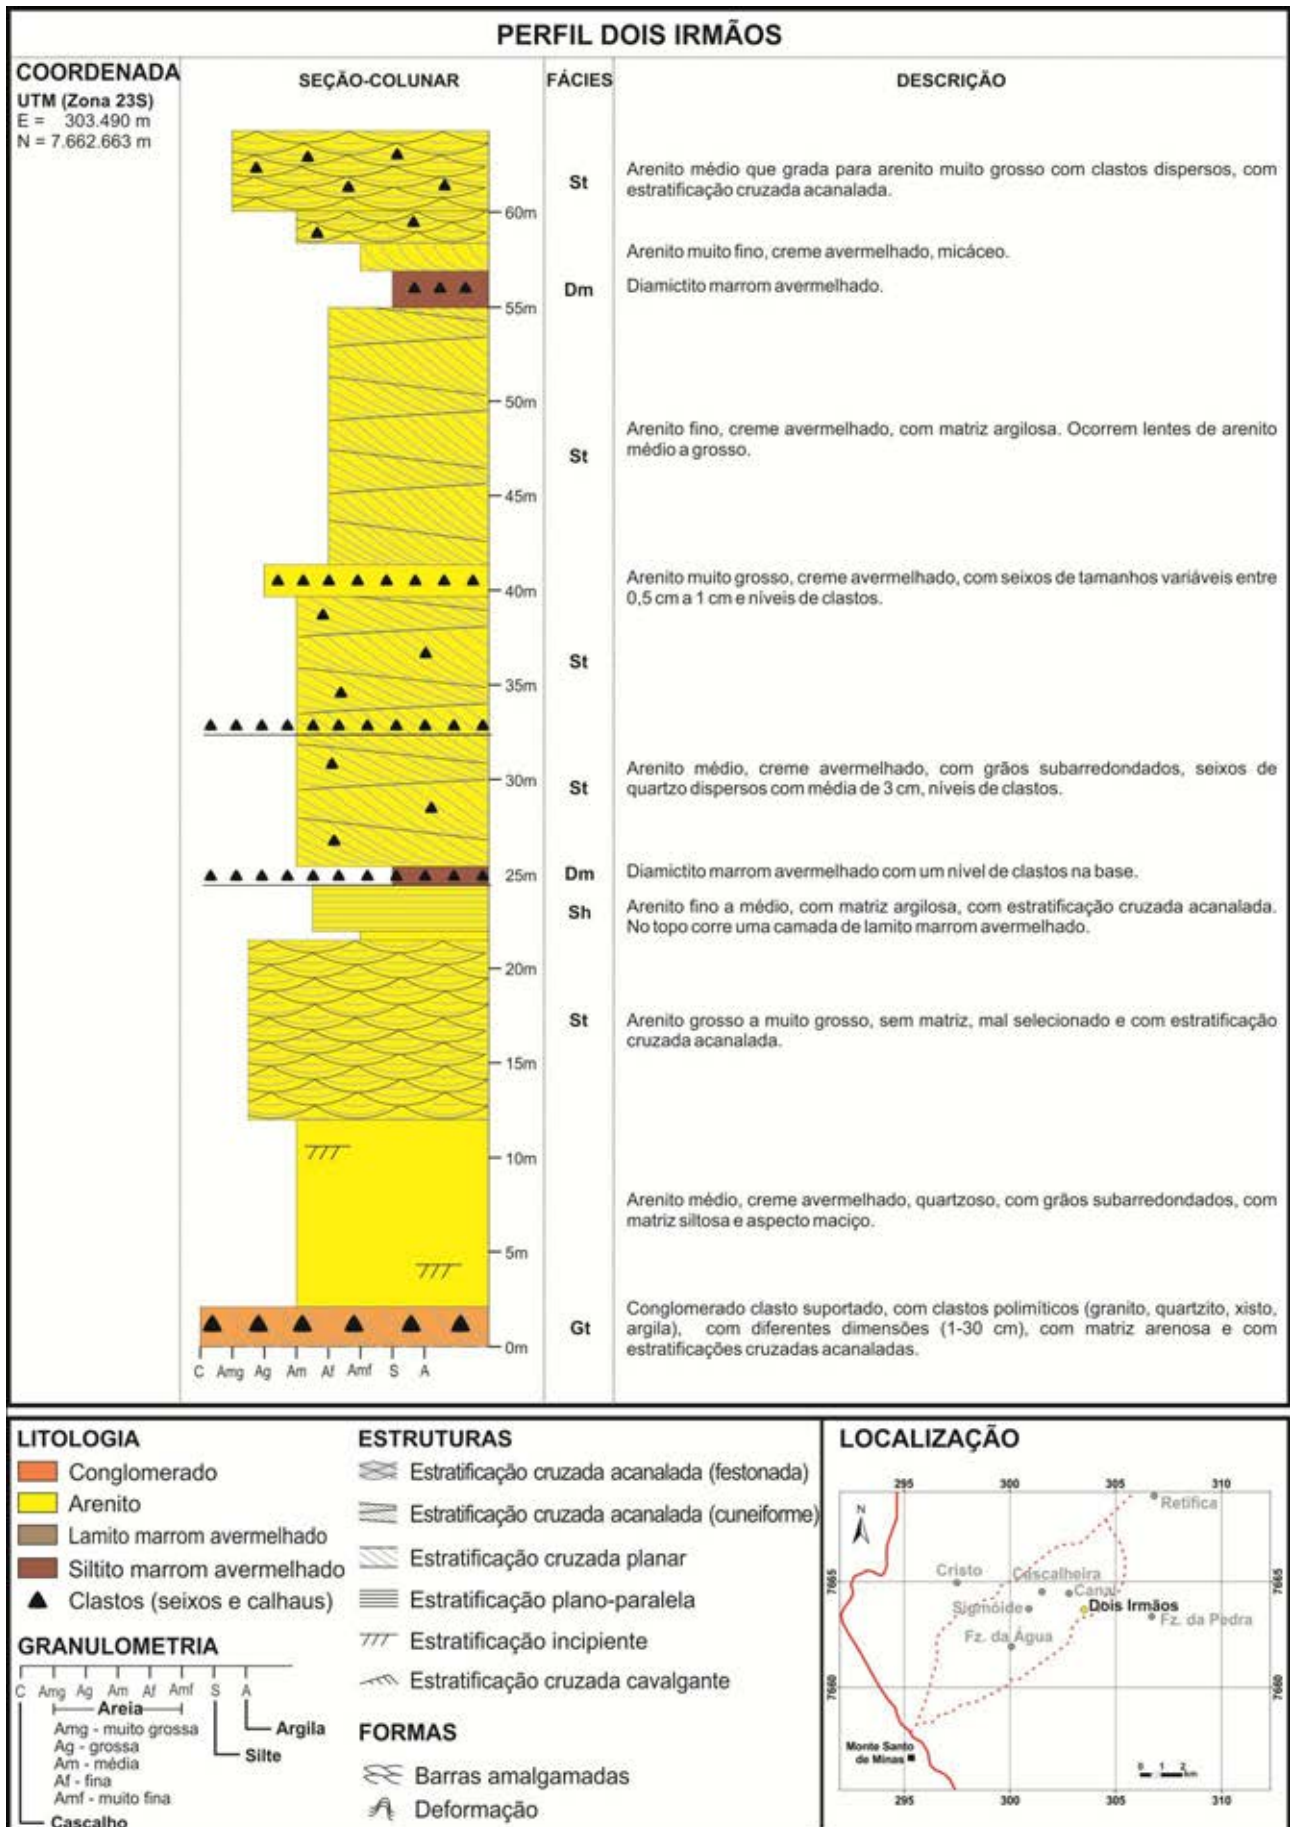 PERFIL DOIS IRMÃOS
COORDENADA
UTM (Zona 23S)
E = 303.490 m
N = 7.662.663 m
SEÇÃO-COLUNAR
FÁCIES
DESCRIÇÃO
St
Arenito médio que grada para arenito muito grosso com clastos dispersos, com
estratificação cruzada acanalada.
60m
Arenito muito fino, creme avermelhado, micáceo.
Dm
Diamictito marrom avermelhado.
55m
50m
Arenito fino, creme avermelhado, com matriz argilosa. Ocorrem lentes de arenito
médio a grosso.
St
45m
Arenito muito grosso, creme avermelhado, com seixos de tamanhos variáveis entre
0,5 cm a 1 cm e níveis de clastos.
40m
St
35m
Arenito médio, creme avermelhado, com grãos subarredondados, seixos de
quartzo dispersos com média de 3 cm, níveis de clastos.
30m
St
25m
Dm
Diamictito marrom avermelhado com um nível de clastos na base.
Sh
Arenito fino a médio, com matriz argilosa, com estratificação cruzada acanalada.
No topo corre uma camada de lamito marrom avermelhado.
20m
St
Arenito grosso a muito grosso, sem matriz, mal selecionado e com estratificação
cruzada acanalada.
15m
10m
Arenito médio, creme avermelhado, quartzoso, com grãos subarredondados, com
matriz siltosa e aspecto maciço.
5m
Gt
Conglomerado clasto suportado, com clastos polimíticos (granito, quartzito, xisto,
argila), com diferentes dimensões (1-30 cm), com matriz arenosa e com
estratificações cruzadas acanaladas.
0m
C Amg Ag Am Af Amf S A
LITOLOGIA
Conglomerado
Arenito
Lamito marrom avermelhado
Siltito marrom avermelhado
Clastos (seixos e calhaus)
GRANULOMETRIA
C Amg Ag Am Af Amf S A
Areia
Amg - muito grossa
Ag - grossa
Am - média
Af - fina
Amf - muito fina
Argila
Silte
Cascalho
ESTRUTURAS
Estratificação cruzada acanalada (festonada)
Estratificação cruzada acanalada (cuneiforme)
Estratificação cruzada planar
Estratificação plano-paralela
Estratificação incipiente
Estratificação cruzada cavalgante
FORMAS
Barras amalgamadas
Deformação
LOCALIZAÇÃO
295 300 305 310
N
Retífica
7665
Cristo
Cascalheira
Canal
7665
Sigmóide
Dois Irmãos
Fz. da Pedra
Fz. da Água
7660
7660
Monte Santo
de Minas
0 1 2
km
295 300 305 310